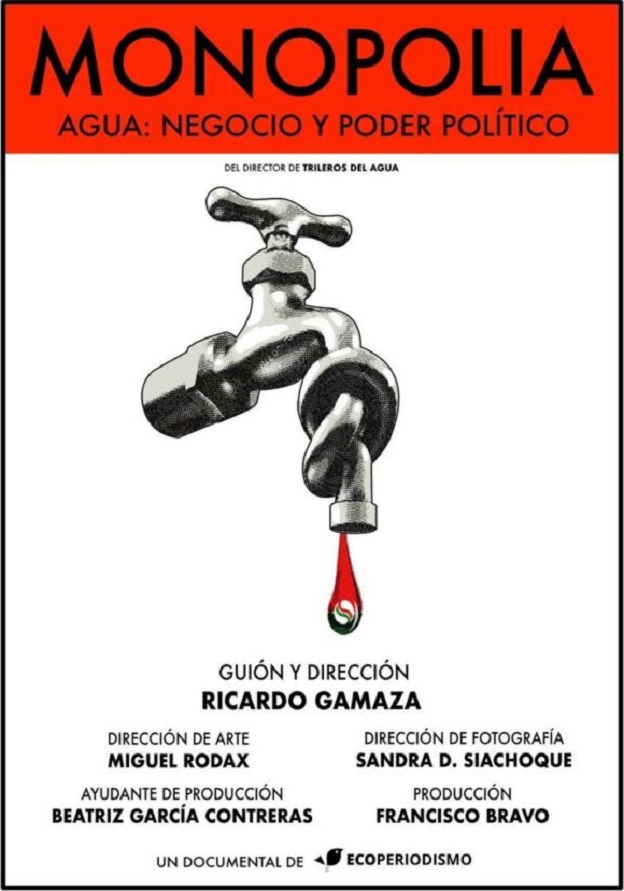 MONOPOLIA
AGUA: NEGOCIO Y PODER POLÍTICO
DEL DIRECTOR DE TRILEROS DEL AGUA
GUIÓN Y DIRECCIÓN
RICARDO GAMAZA
DIRECCIÓN DE ARTE
MIGUEL RODAX
DIRECCIÓN DE FOTOGRAFÍA
SANDRA D. SIACHOQUE
AYUDANTE DE PRODUCCIÓN
BEATRIZ GARCÍA CONTRERAS
PRODUCCIÓN
FRANCISCO BRAVO
UN DOCUMENTAL DE ECOPERIODISMO